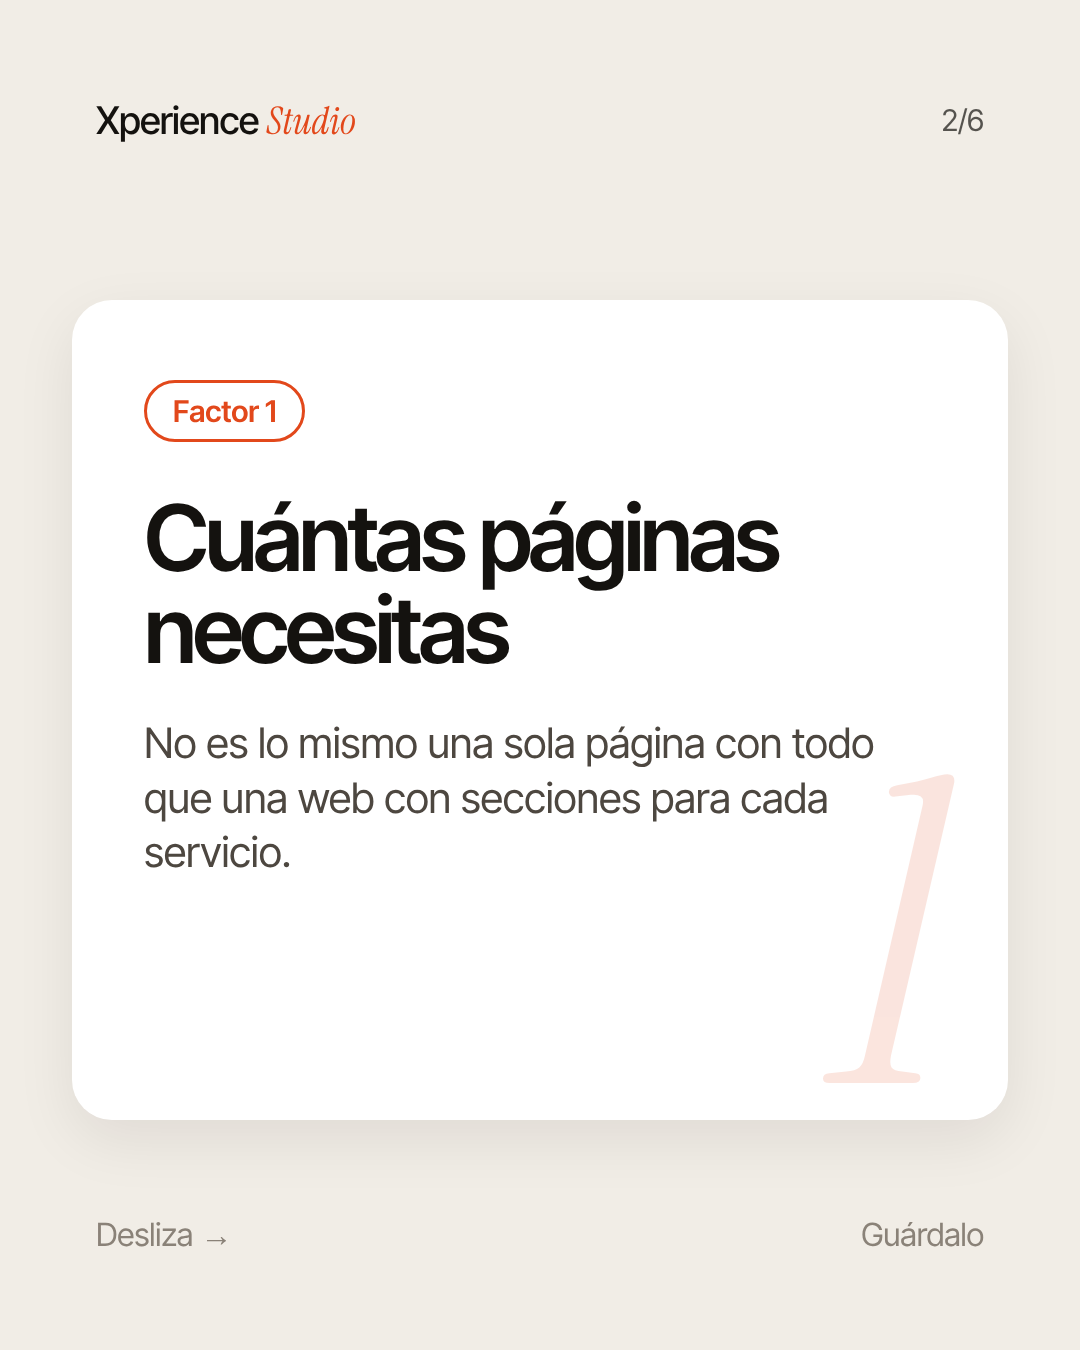 Xperience Studio
2/6
Factor 1
Cuántas páginas
necesitas
No es lo mismo una sola página con todo
que una web con secciones para cada
servicio.
1
Desliza →
Guárdalo